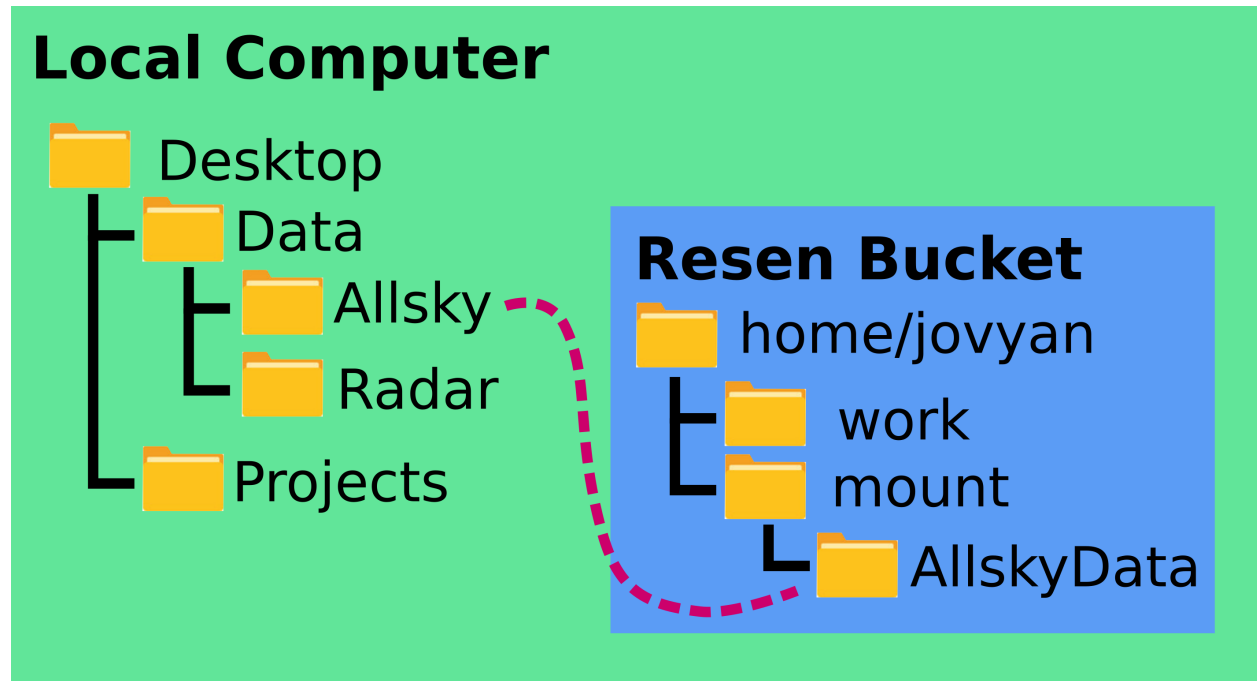 Local Computer
Desktop
Data
Allsky
Radar
Projects
Resen Bucket
home/jovyan
work
mount
AllskyData